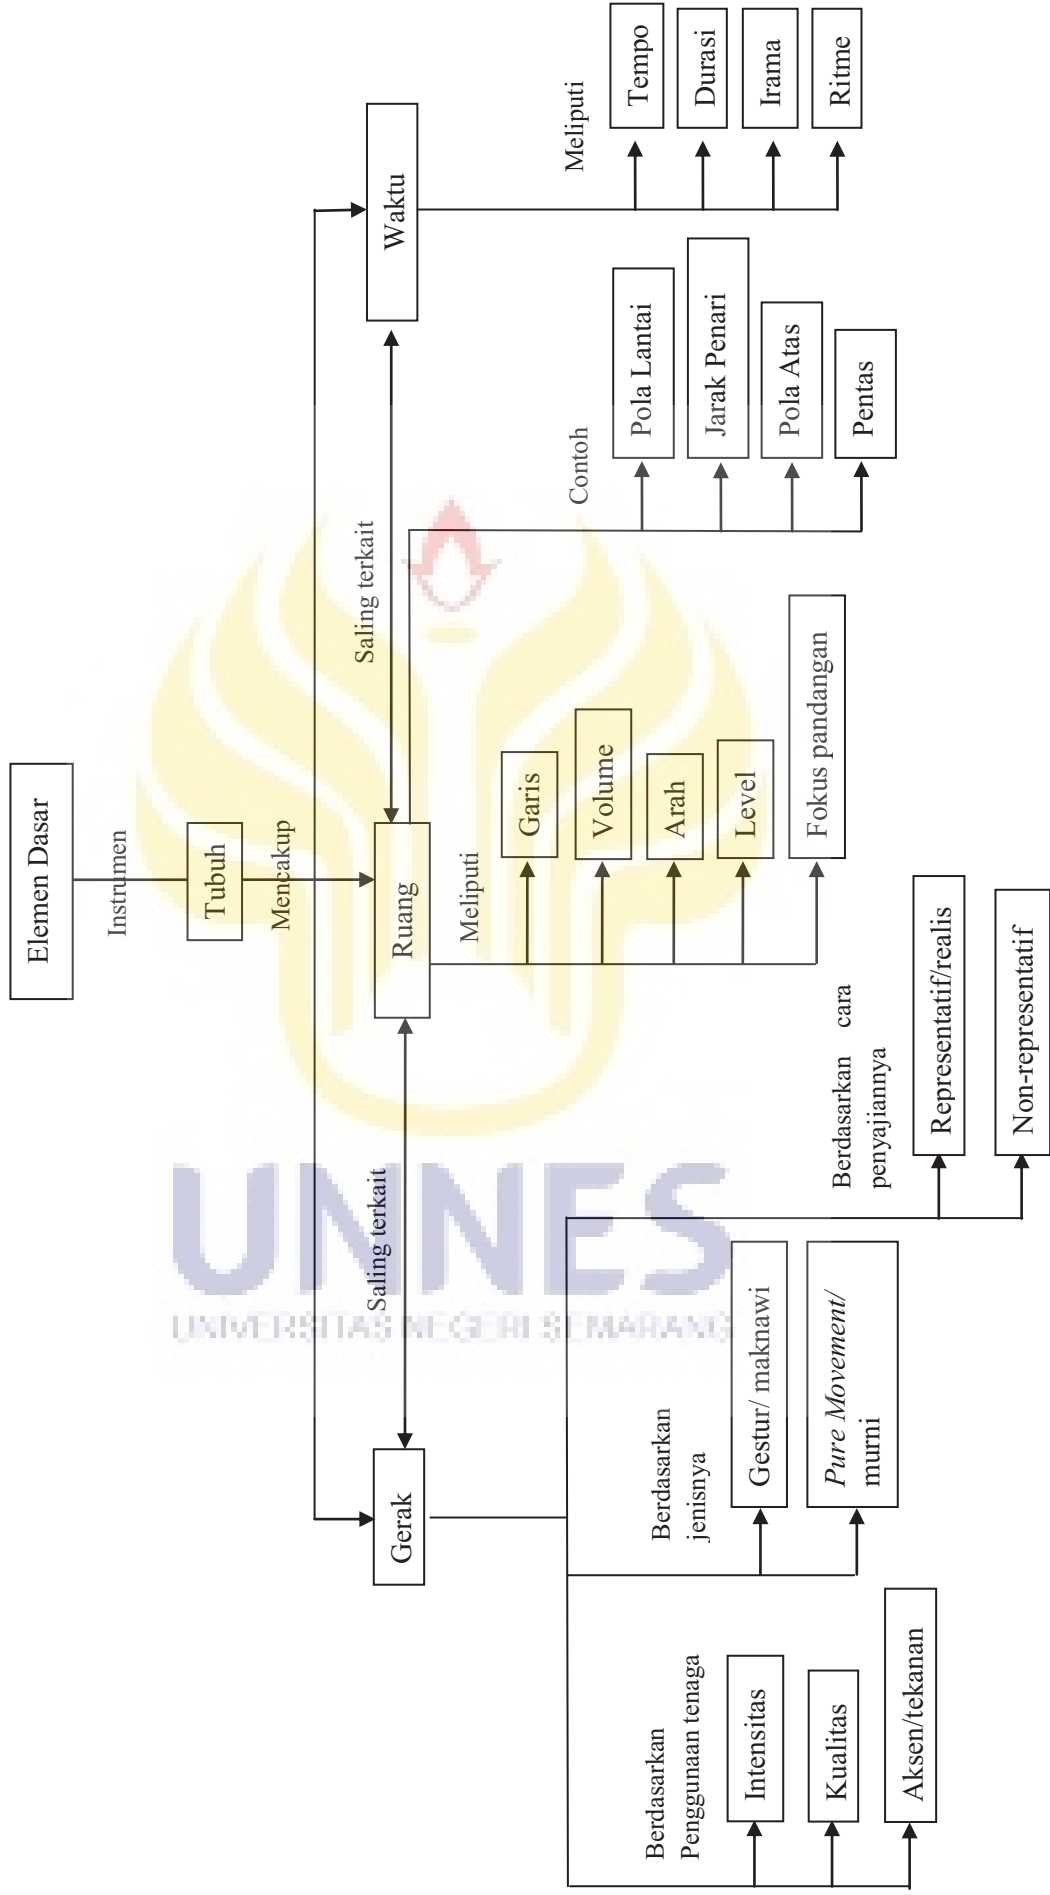 Elemen Dasar
Instrumen
Tubuh
Mencakup
Gerak
Saling terkait
Ruang
Saling terkait
Waktu
Berdasarkan
Penggunaan tenaga
Intensitas
Kualitas
Aksen/tekanan
Berdasarkan
jenisnya
Gestur/ maknawi
Pure Movement/
murni
Berdasarkan cara
penyajiannya
Representatif/realis
Non-representatif
Meliputi
Garis
Volume
Arah
Level
Fokus pandangan
Contoh
Pola Lantai
Jarak Penari
Pola Atas
Pentas
Meliputi
Tempo
Durasi
Irama
Ritme
UNNES
UNIVERSITAS NEGERI SEMARANG